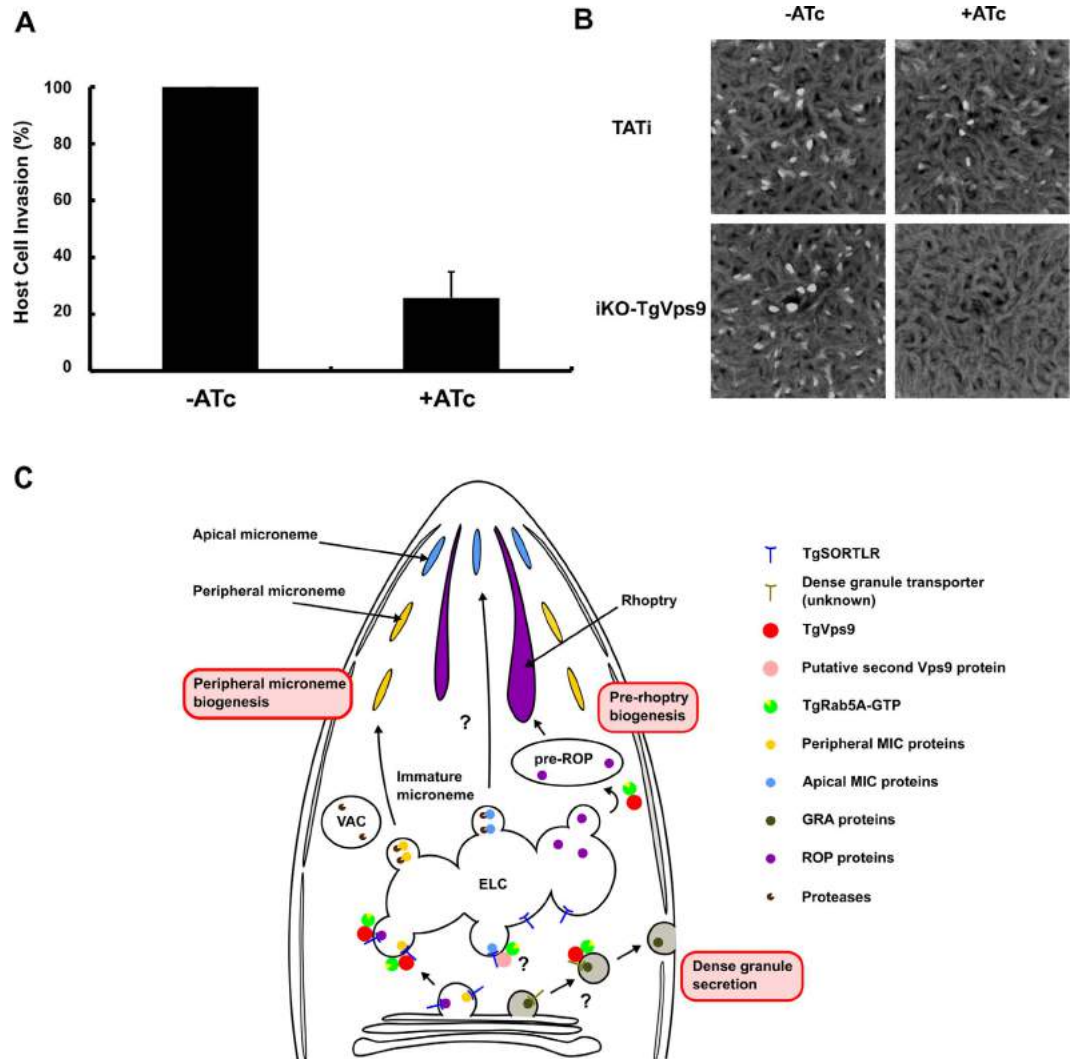 A
Host Cell Invasion (%)
100
80
60
40
20
0
-ATc
+ATc
B
-ATc
+ATc
TATi
iKO-TgVps9
C
Apical microneme
Peripheral microneme
Rhoptry
Peripheral microneme
biogenesis
Pre-rhoptry
biogenesis
?
pre-ROP
Immature
microneme
VAC
ELC
?
?
Dense granule
secretion
TgSORTLR
Dense granule transporter
(unknown)
TgVps9
Putative second Vps9 protein
TgRab5A-GTP
Peripheral MIC proteins
Apical MIC proteins
GRA proteins
ROP proteins
Proteases